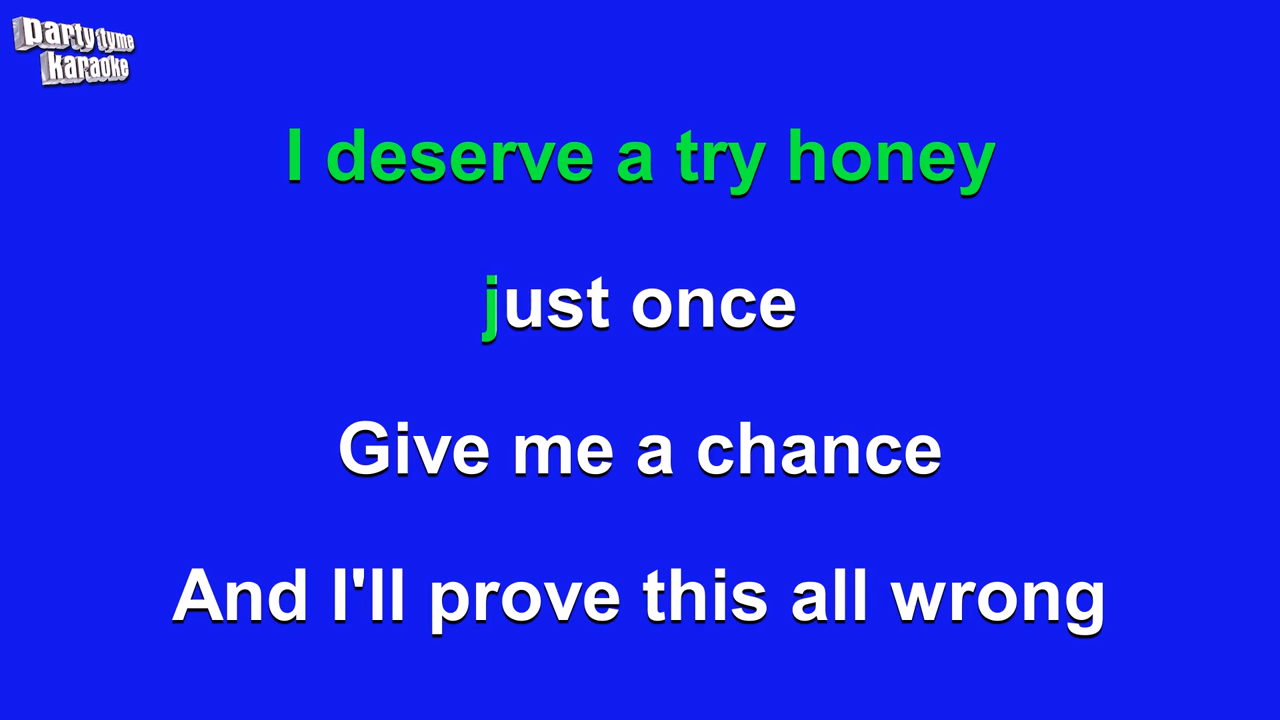 party tyme
karaoke
I deserve a try honey
just once
Give me a chance
And I'll prove this all wrong